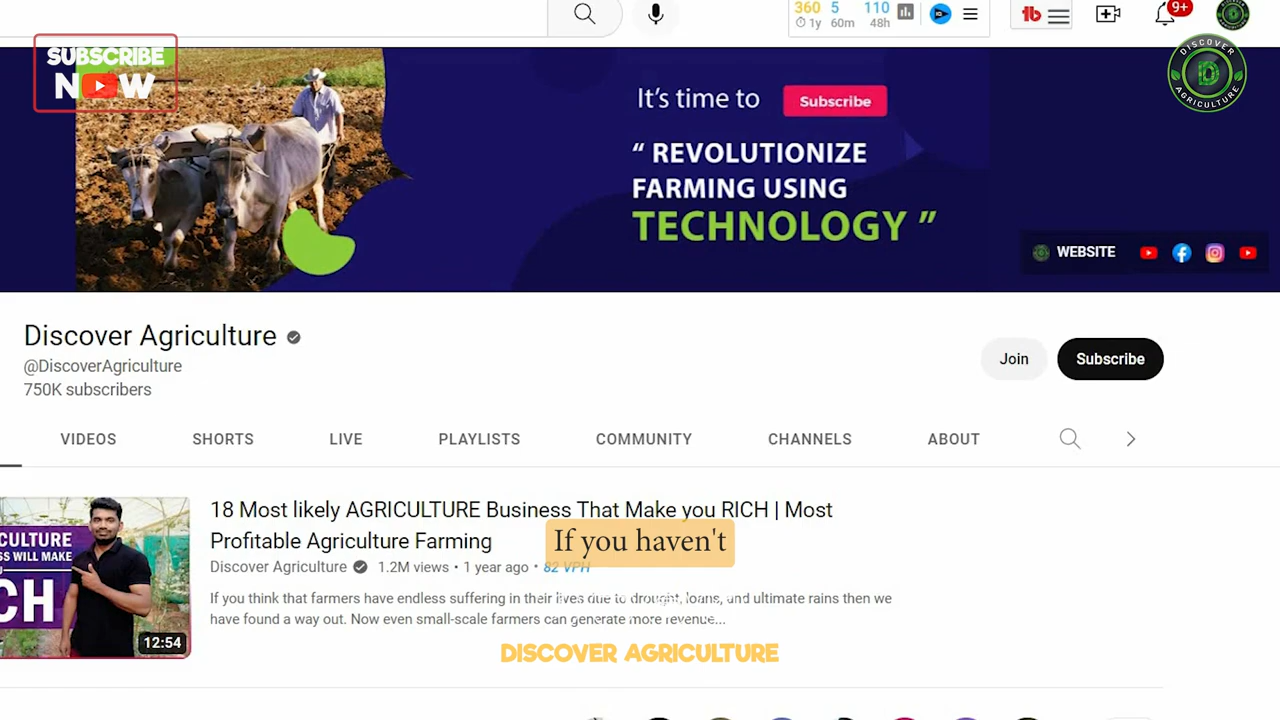 360 5 110
1y 60m 48h
9+
SUBSCRIBE
NOW
DISCOVER
D
AGRICULTURE
It's time to Subscribe
“ REVOLUTIONIZE
FARMING USING
TECHNOLOGY ”
WEBSITE
Discover Agriculture
@DiscoverAgriculture
750K subscribers
Join Subscribe
VIDEOS SHORTS LIVE PLAYLISTS COMMUNITY CHANNELS ABOUT
CULTURE
SS WILL MAKE
CH
12:54
18 Most likely AGRICULTURE Business That Make you RICH | Most
Profitable Agriculture Farming
If you haven't
Discover Agriculture 1.2M views • 1 year ago • 82 VPH
If you think that farmers have endless suffering in their lives due to drought, loans, and ultimate rains then we
have found a way out. Now even small-scale farmers can generate more revenue...
DISCOVER AGRICULTURE